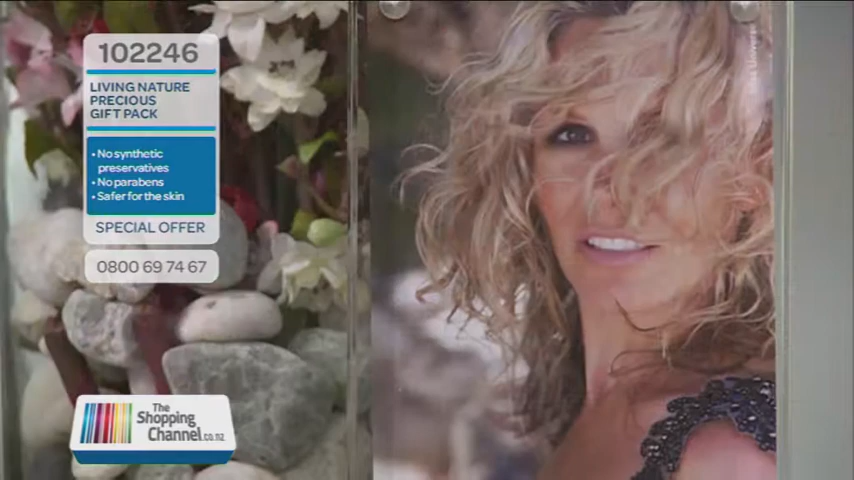 102246
LIVING NATURE
PRECIOUS
GIFT PACK
• No synthetic
preservatives
• No parabens
• Safer for the skin
SPECIAL OFFER
0800 69 74 67
The
Shopping
Channel.co.nz